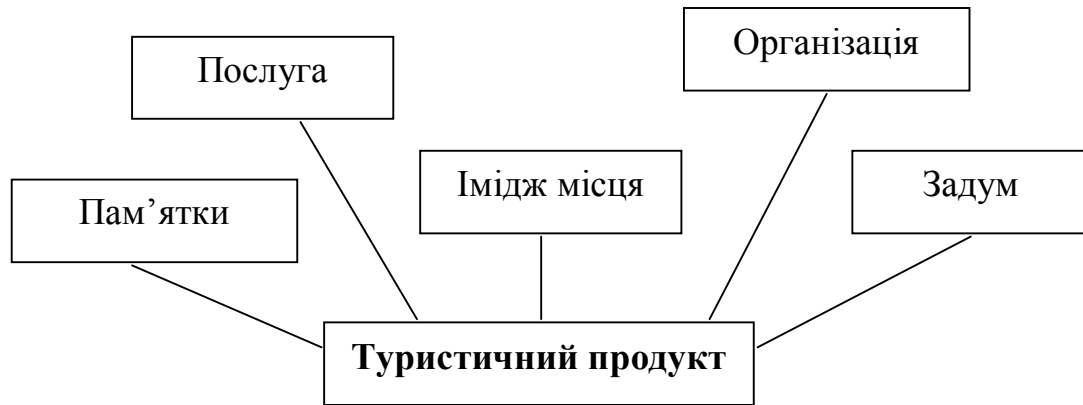 Організація
Послуга
Імідж місця
Задум
Пам’ятки
Туристичний продукт